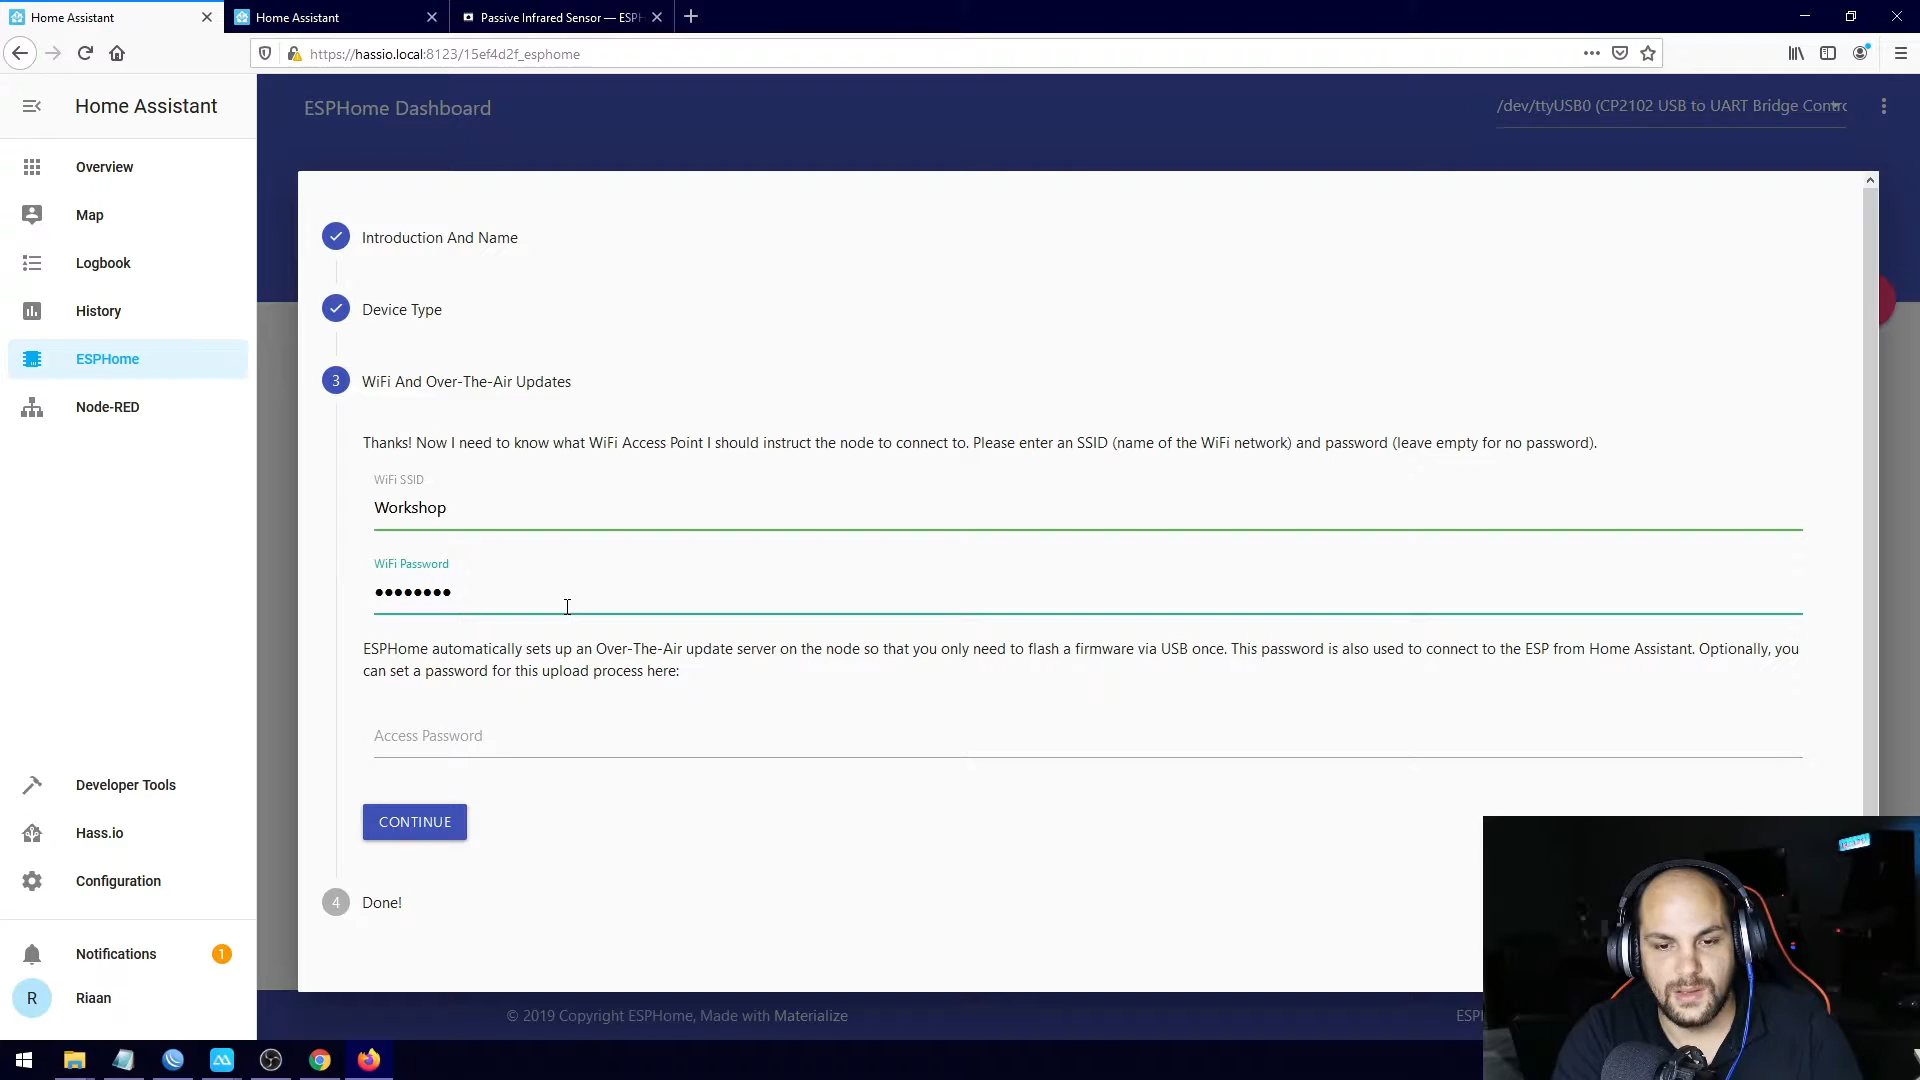 Home Assistant
Home Assistant
Passive Infrared Sensor — ESPH
https://hassio.local:8123/15ef4d2f_esphome
Home Assistant
ESPHome Dashboard
/dev/ttyUSB0 (CP2102 USB to UART Bridge Contro
Overview
Map
Logbook
History
ESPHome
Node-RED
Developer Tools
Hass.io
Configuration
Notifications
1
R
Riaan
Introduction And Name
Device Type
3
WiFi And Over-The-Air Updates
Thanks! Now I need to know what WiFi Access Point I should instruct the node to connect to. Please enter an SSID (name of the WiFi network) and password (leave empty for no password).
WiFi SSID
Workshop
WiFi Password
••••••••
ESPHome automatically sets up an Over-The-Air update server on the node so that you only need to flash a firmware via USB once. This password is also used to connect to the ESP from Home Assistant. Optionally, you
can set a password for this upload process here:
Access Password
CONTINUE
4
Done!
© 2019 Copyright ESPHome, Made with Materialize
ESPH